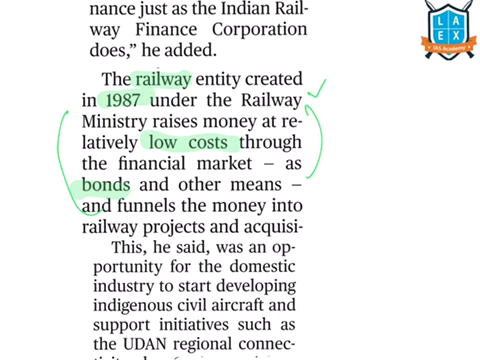 nance just as the Indian Rail-
way Finance Corporation
does,” he added.
The railway entity created
in 1987 under the Railway
Ministry raises money at re-
latively low costs through
the financial market – as
bonds and other means –
and funnels the money into
railway projects and acquisi-
This, he said, was an op-
portunity for the domestic
industry to start developing
indigenous civil aircraft and
support initiatives such as
the UDAN regional connec-
LA
EX
IAS Academy